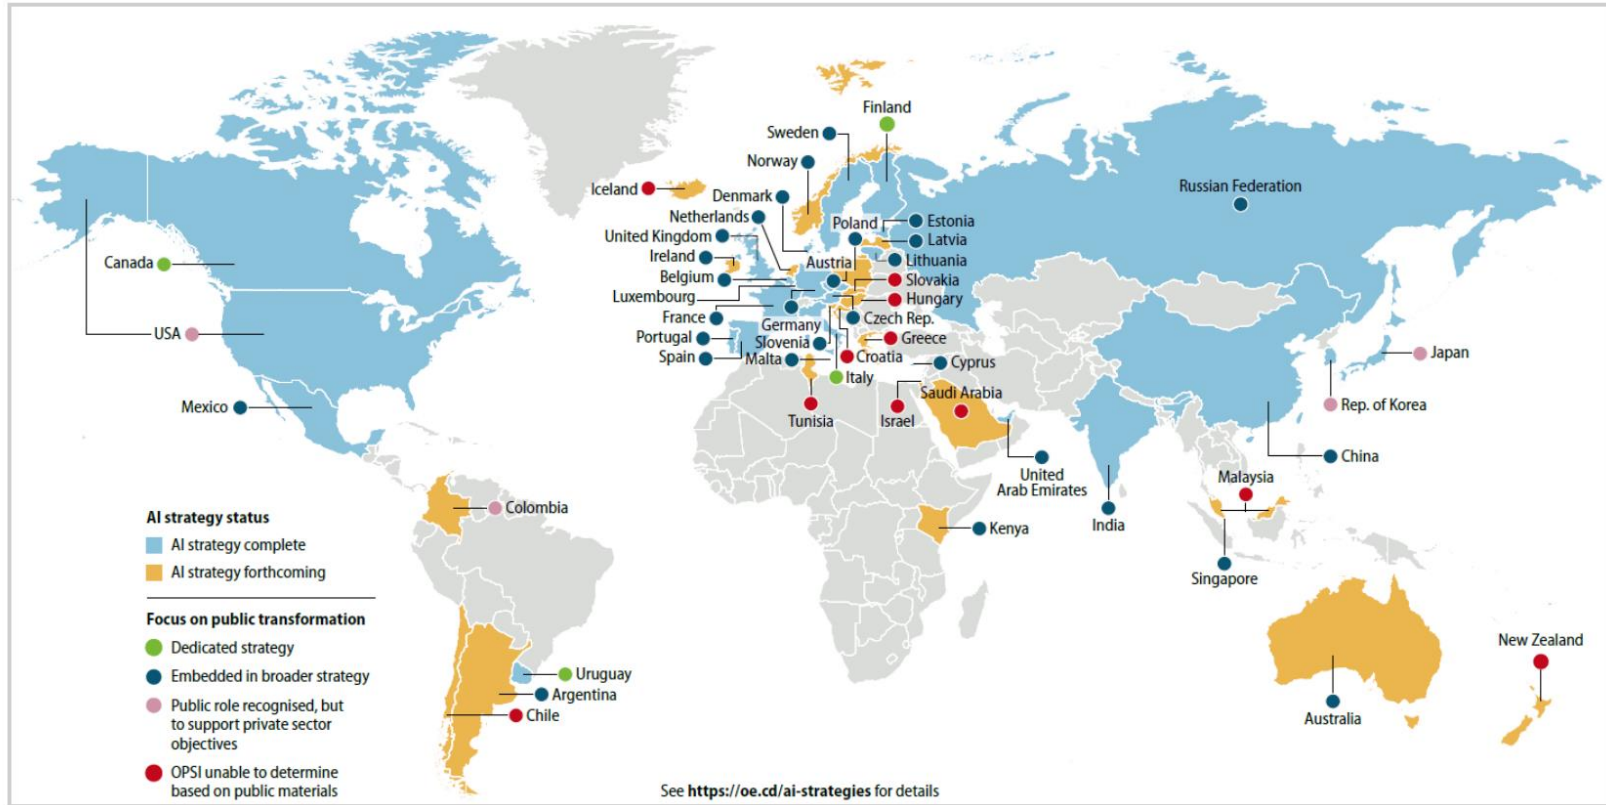 Finland
Sweden
Norway
Iceland
Denmark
Netherlands
Poland
Estonia
United Kingdom
Latvia
Ireland
Austria
Lithuania
Belgium
Slovakia
Luxembourg
Hungary
France
Germany
Czech Rep.
Portugal
Slovenia
Greece
Spain
Malta
Croatia
Cyprus
Italy
Tunisia
Israel
Saudi Arabia
United
Arab Emirates
Russian Federation
Canada
USA
Mexico
Japan
Rep. of Korea
China
Malaysia
India
Singapore
Kenya
Colombia
Uruguay
Argentina
Chile
Australia
New Zealand
AI strategy status
AI strategy complete
AI strategy forthcoming
Focus on public transformation
Dedicated strategy
Embedded in broader strategy
Public role recognised, but
to support private sector
objectives
OPSI unable to determine
based on public materials
See https://oe.cd/ai-strategies for details